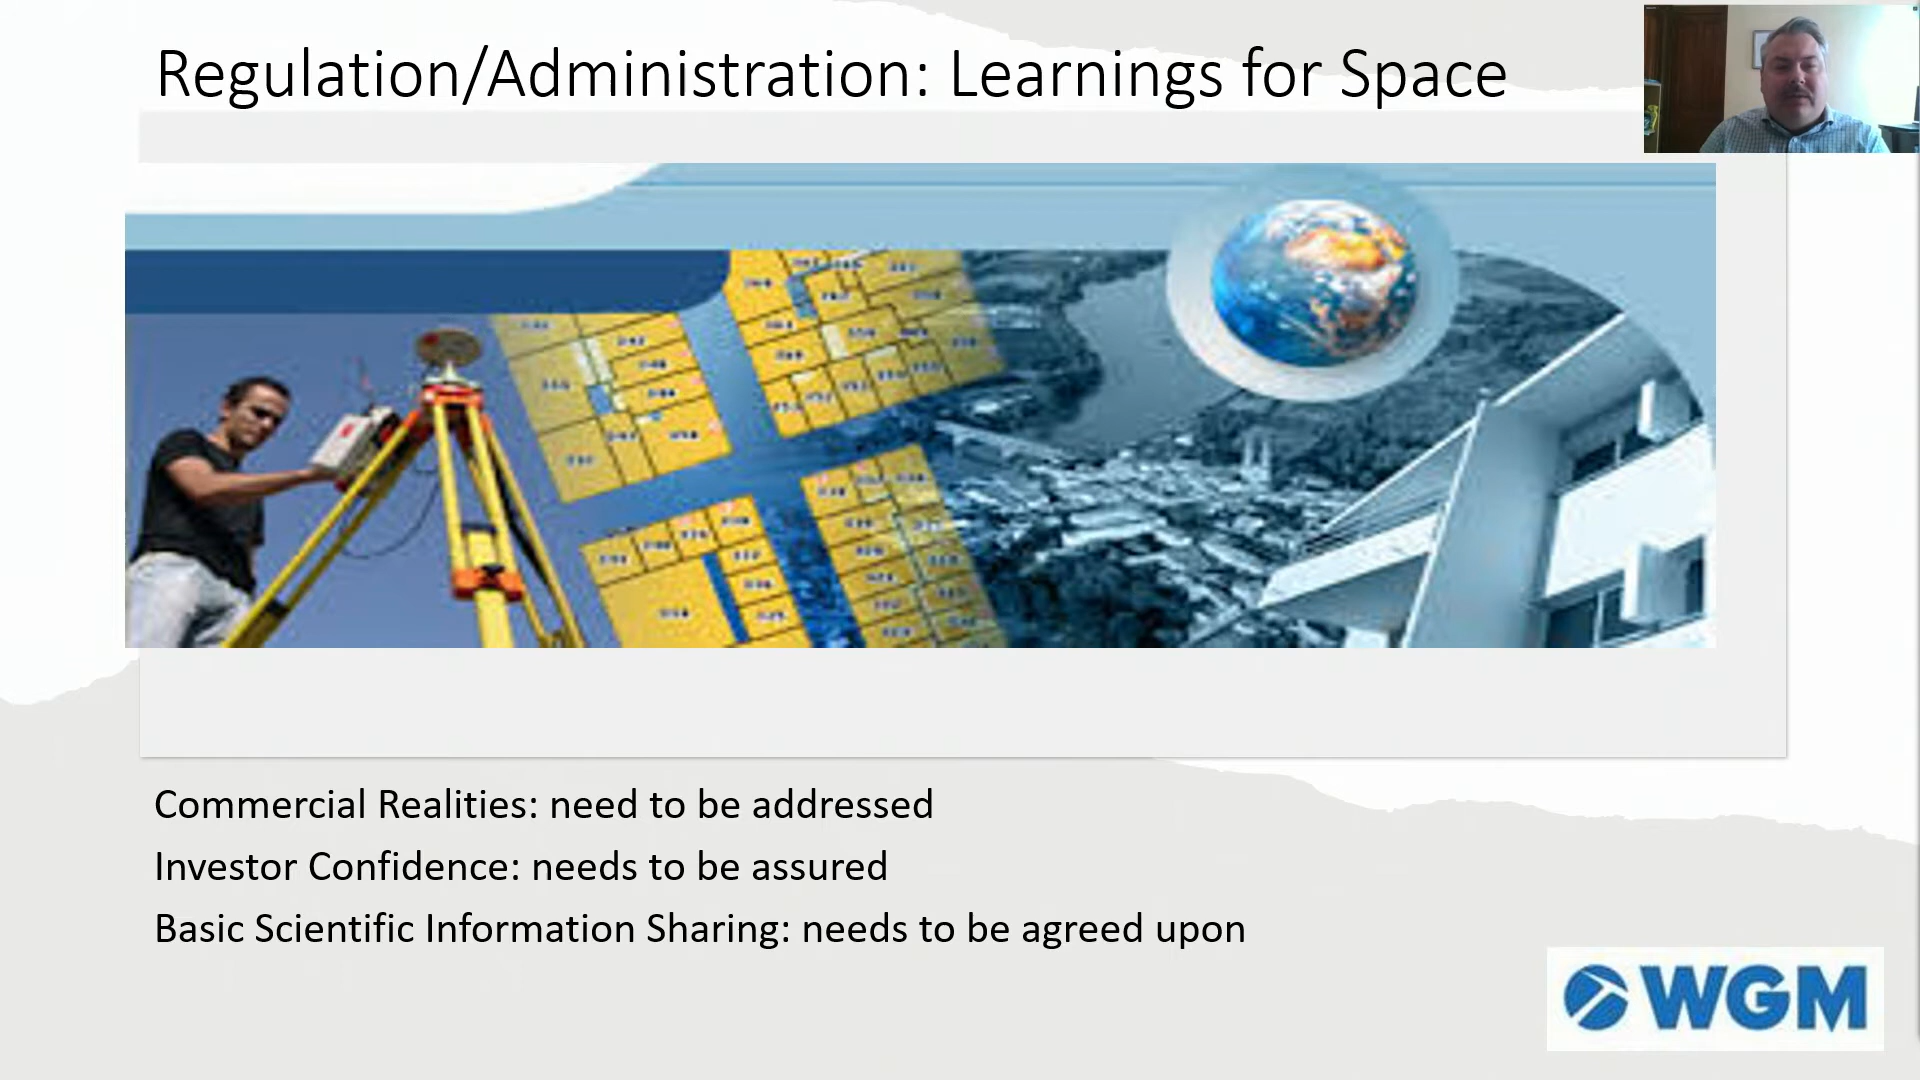 Regulation/Administration: Learnings for Space
Commercial Realities: need to be addressed
Investor Confidence: needs to be assured
Basic Scientific Information Sharing: needs to be agreed upon
WGM